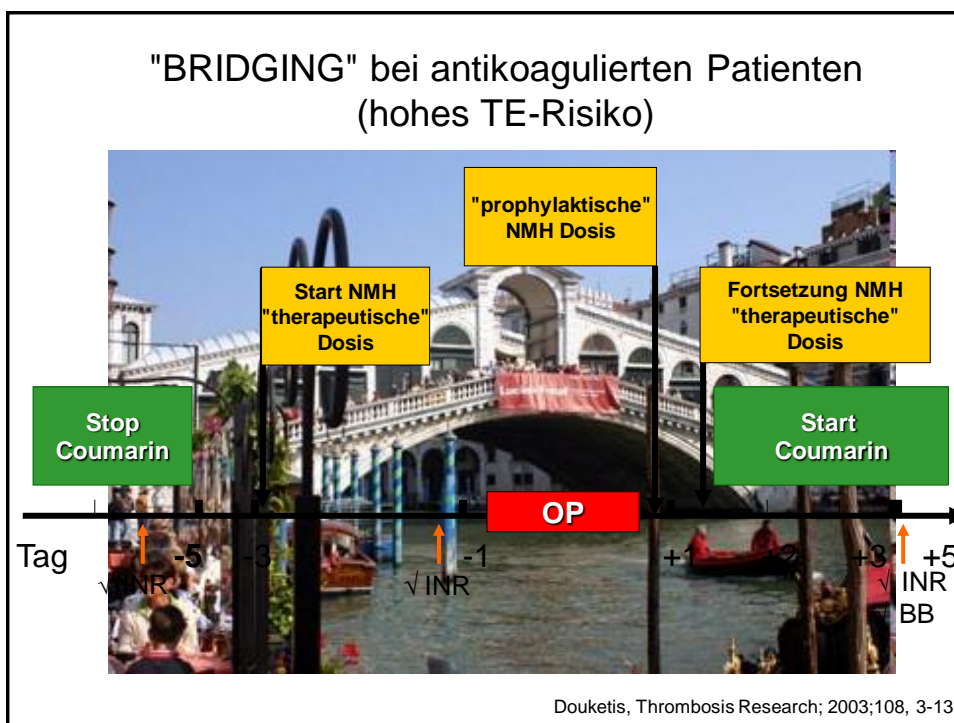 "BRIDGING" bei antikoagulierten Patienten
(hohes TE-Risiko)
"prophylaktische"
NMH Dosis
Start NMH
"therapeutische"
Dosis
Fortsetzung NMH
"therapeutische"
Dosis
Stop
Coumarin
Start
Coumarin
OP
Tag
-5
-3
-1
+1
+2
+3
+5
√ INR
√ INR
√ INR
BB
Douketis, Thrombosis Research; 2003;108, 3-13